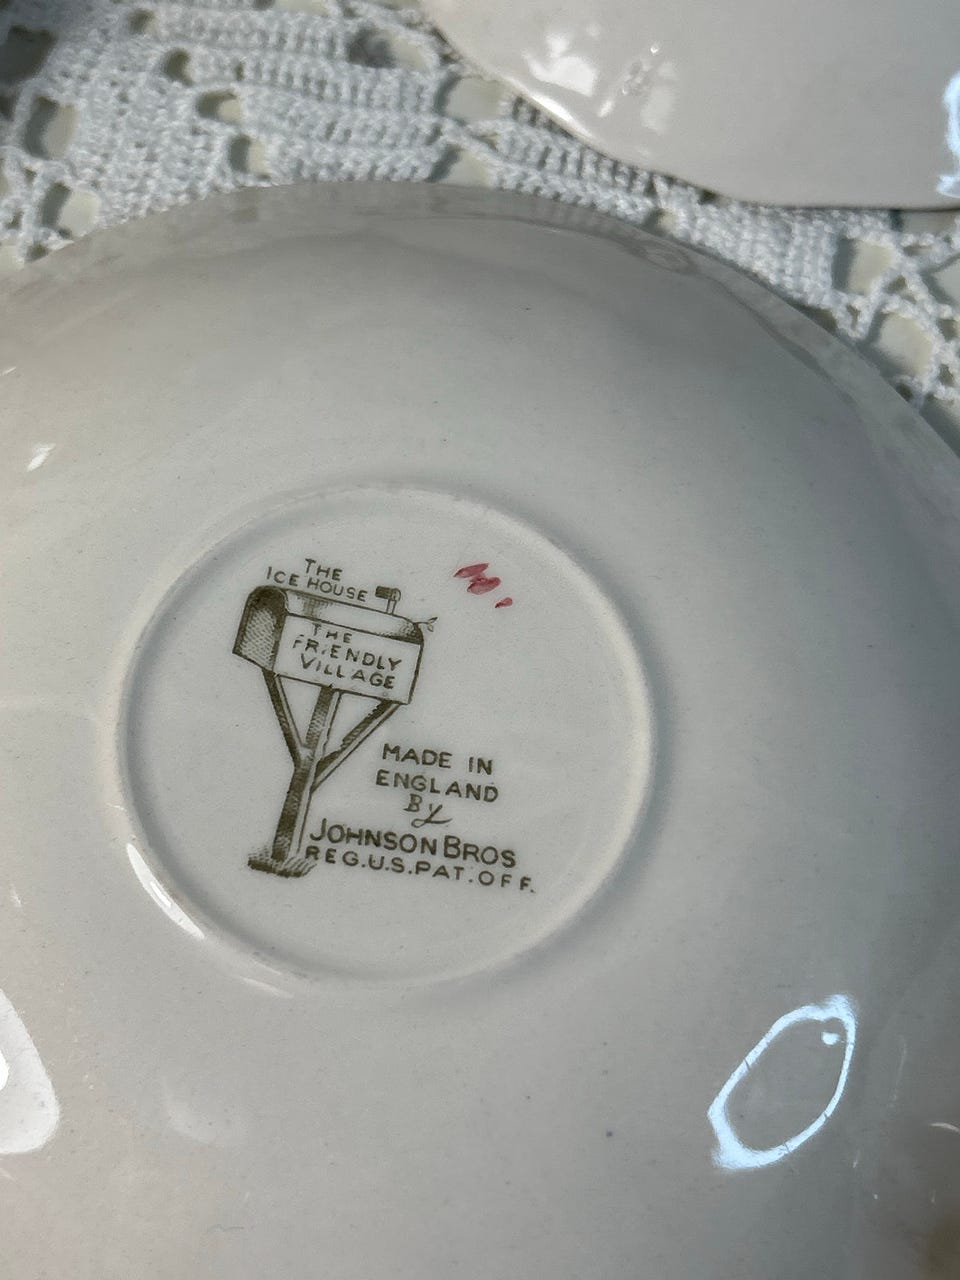 THE
ICE HOUSE
THE
FRIENDLY
VILLAGE
MADE IN
ENGLAND
By
JOHNSON BROS
REG.U.S.PAT.OFF.